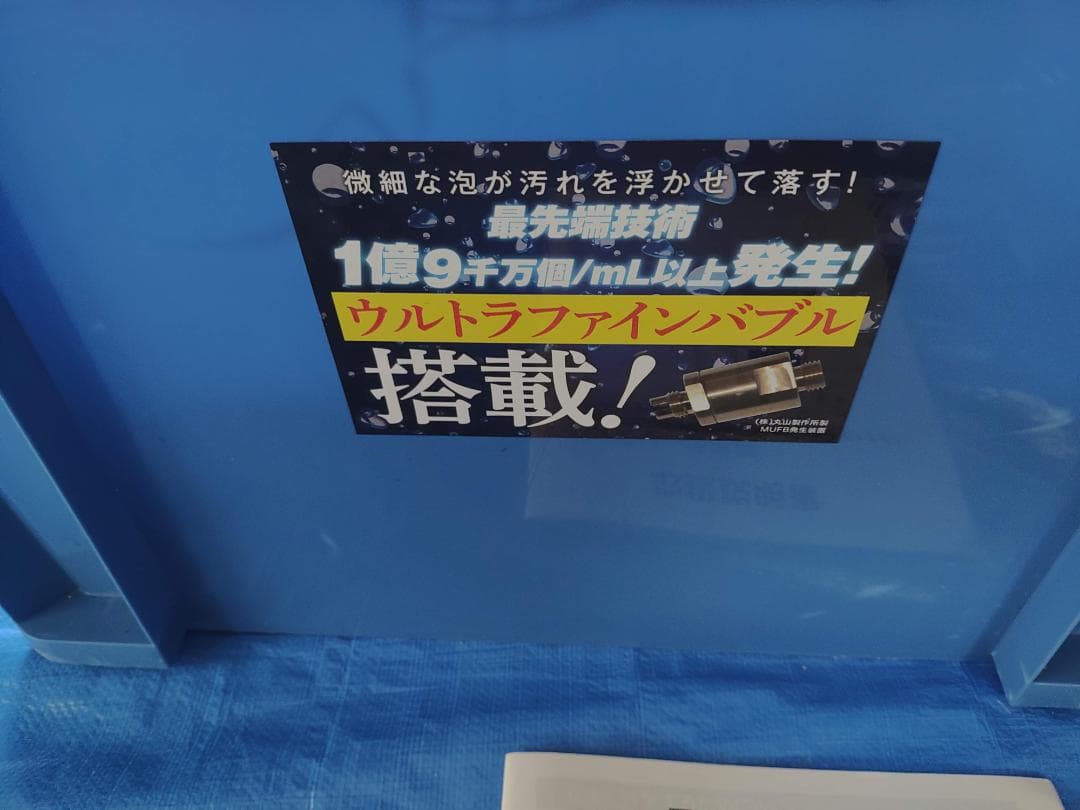 微細な泡が汚れを浮かせて落す!
最先端技術
1億9千万個/mL以上発生!
ウルトラファインバブル
搭載!
(株)丸山製作所製
MUFB発生装置